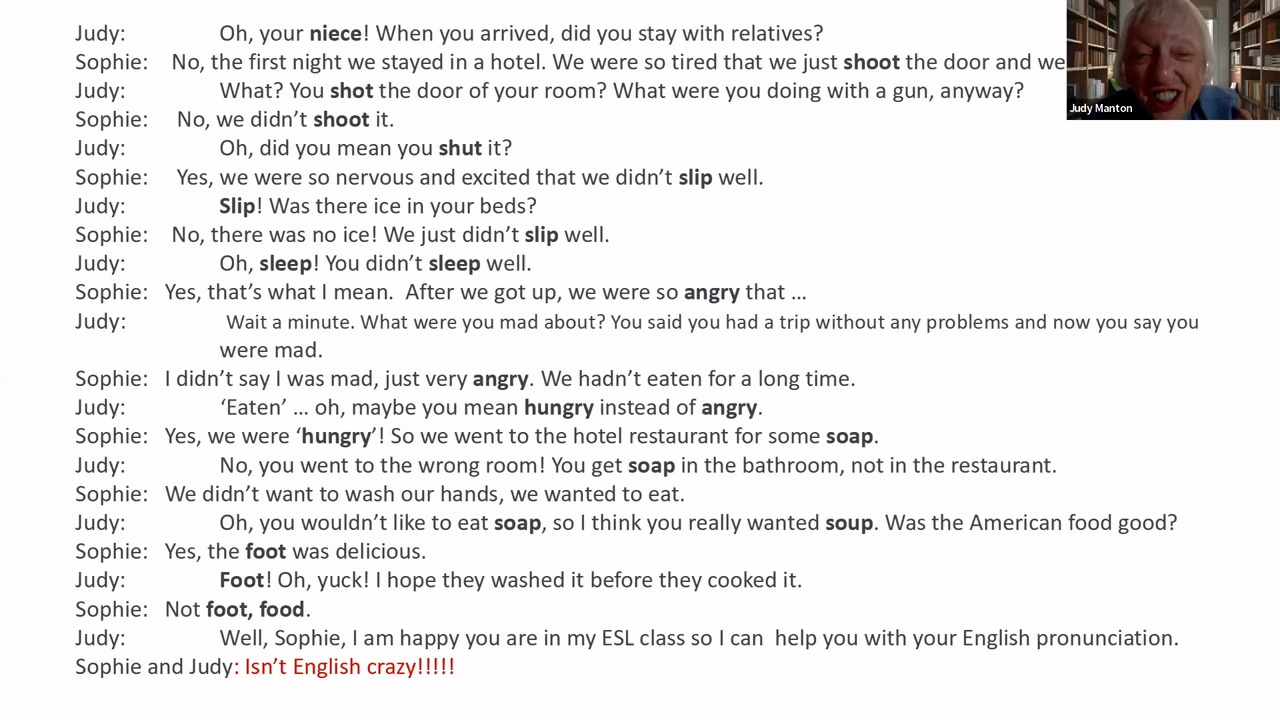 Judy: Oh, your niece! When you arrived, did you stay with relatives?
Sophie: No, the first night we stayed in a hotel. We were so tired that we just shoot the door and we
Judy: What? You shot the door of your room? What were you doing with a gun, anyway?
Sophie: No, we didn’t shoot it.
Judy: Oh, did you mean you shut it?
Sophie: Yes, we were so nervous and excited that we didn’t slip well.
Judy: Slip! Was there ice in your beds?
Sophie: No, there was no ice! We just didn’t slip well.
Judy: Oh, sleep! You didn’t sleep well.
Sophie: Yes, that’s what I mean. After we got up, we were so angry that …
Judy: Wait a minute. What were you mad about? You said you had a trip without any problems and now you say you
were mad.
Sophie: I didn’t say I was mad, just very angry. We hadn’t eaten for a long time.
Judy: ‘Eaten’ … oh, maybe you mean hungry instead of angry.
Sophie: Yes, we were ‘hungry’! So we went to the hotel restaurant for some soap.
Judy: No, you went to the wrong room! You get soap in the bathroom, not in the restaurant.
Sophie: We didn’t want to wash our hands, we wanted to eat.
Judy: Oh, you wouldn’t like to eat soap, so I think you really wanted soup. Was the American food good?
Sophie: Yes, the foot was delicious.
Judy: Foot! Oh, yuck! I hope they washed it before they cooked it.
Sophie: Not foot, food.
Judy: Well, Sophie, I am happy you are in my ESL class so I can help you with your English pronunciation.
Sophie and Judy: Isn’t English crazy!!!!!
Judy Manton